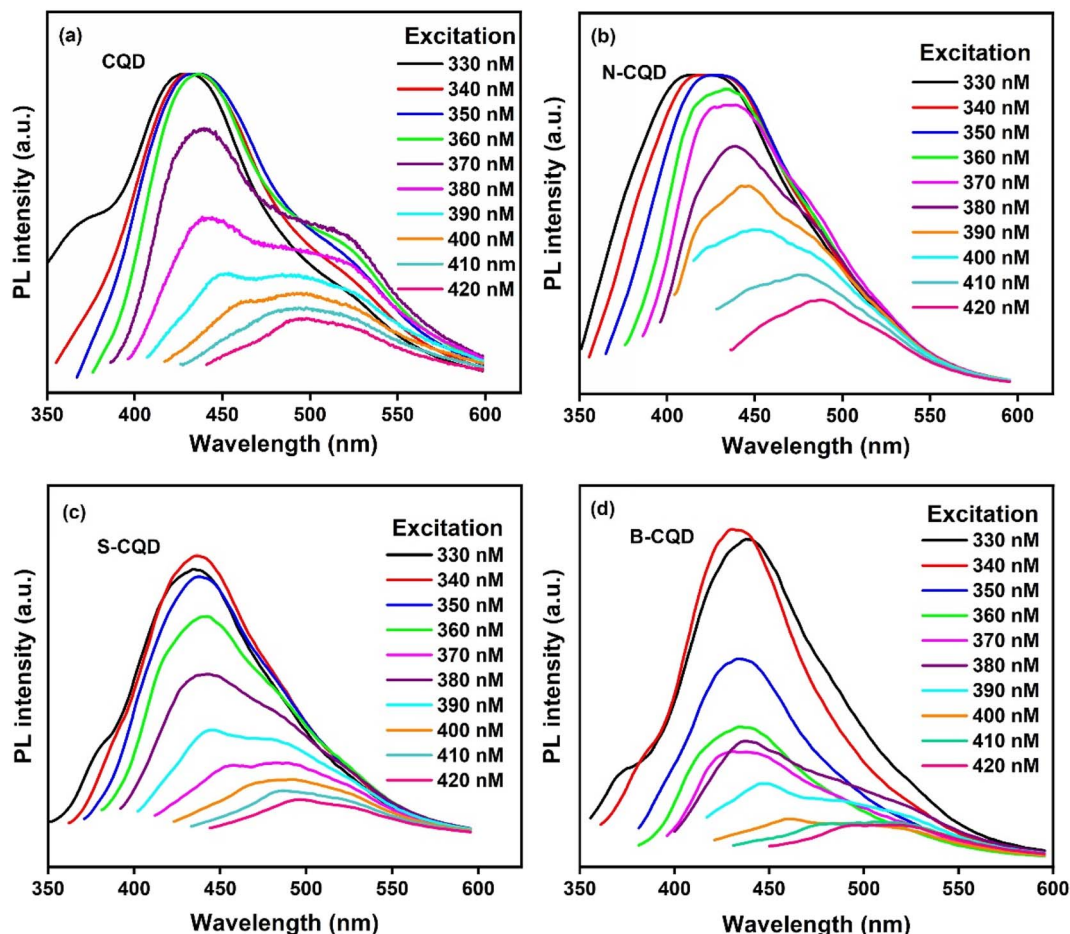 (a)
CQD
Excitation
330 nM
340 nM
350 nM
360 nM
370 nM
380 nM
390 nM
400 nM
410 nm
420 nM
PL intensity (a.u.)
350 400 450 500 550 600
Wavelength (nm)
(b)
N-CQD
Excitation
330 nM
340 nM
350 nM
360 nM
370 nM
380 nM
390 nM
400 nM
410 nM
420 nM
PL intensity (a.u.)
350 400 450 500 550 600
Wavelength (nm)
(c)
S-CQD
Excitation
330 nM
340 nM
350 nM
360 nM
370 nM
380 nM
390 nM
400 nM
410 nM
420 nM
PL intensity (a.u.)
350 400 450 500 550 600
Wavelength (nm)
(d)
B-CQD
Excitation
330 nM
340 nM
350 nM
360 nM
370 nM
380 nM
390 nM
400 nM
410 nM
420 nM
PL intensity (a.u.)
350 400 450 500 550 600
Wavelength (nm)